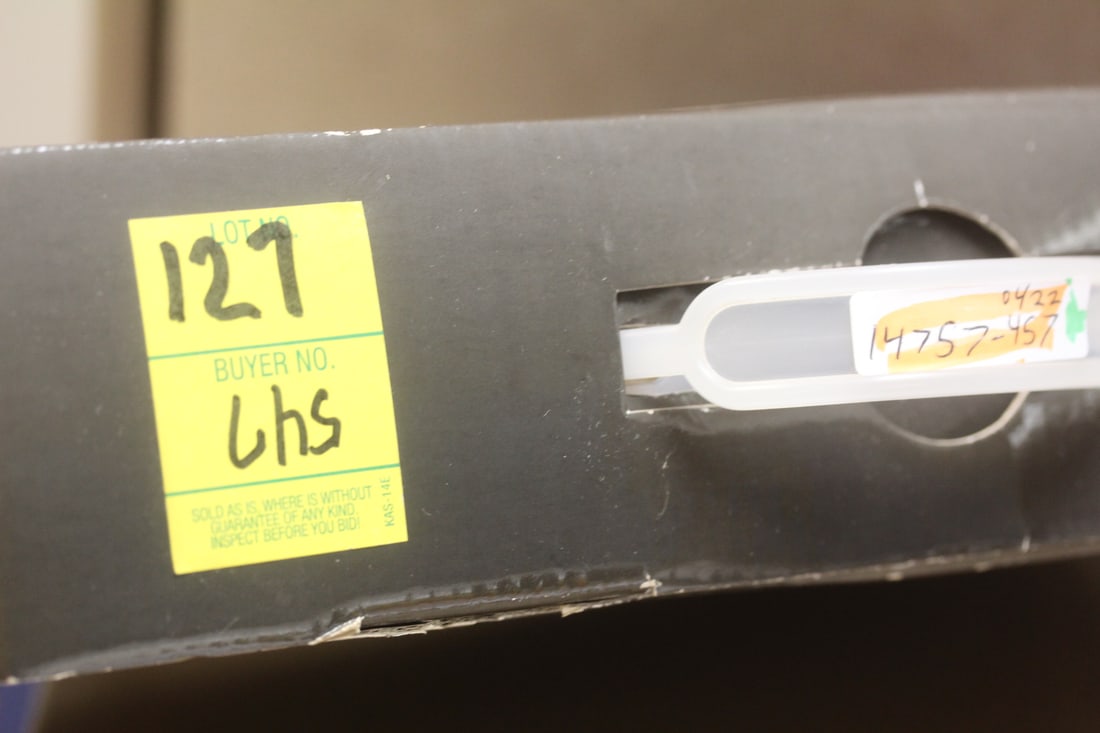 LOT NO.
127
BUYER NO.
547
SOLD AS IS, WHERE IS WITHOUT
GUARANTEE OF ANY KIND.
INSPECT BEFORE YOU BID!
KAS-14E
0422
14757-457